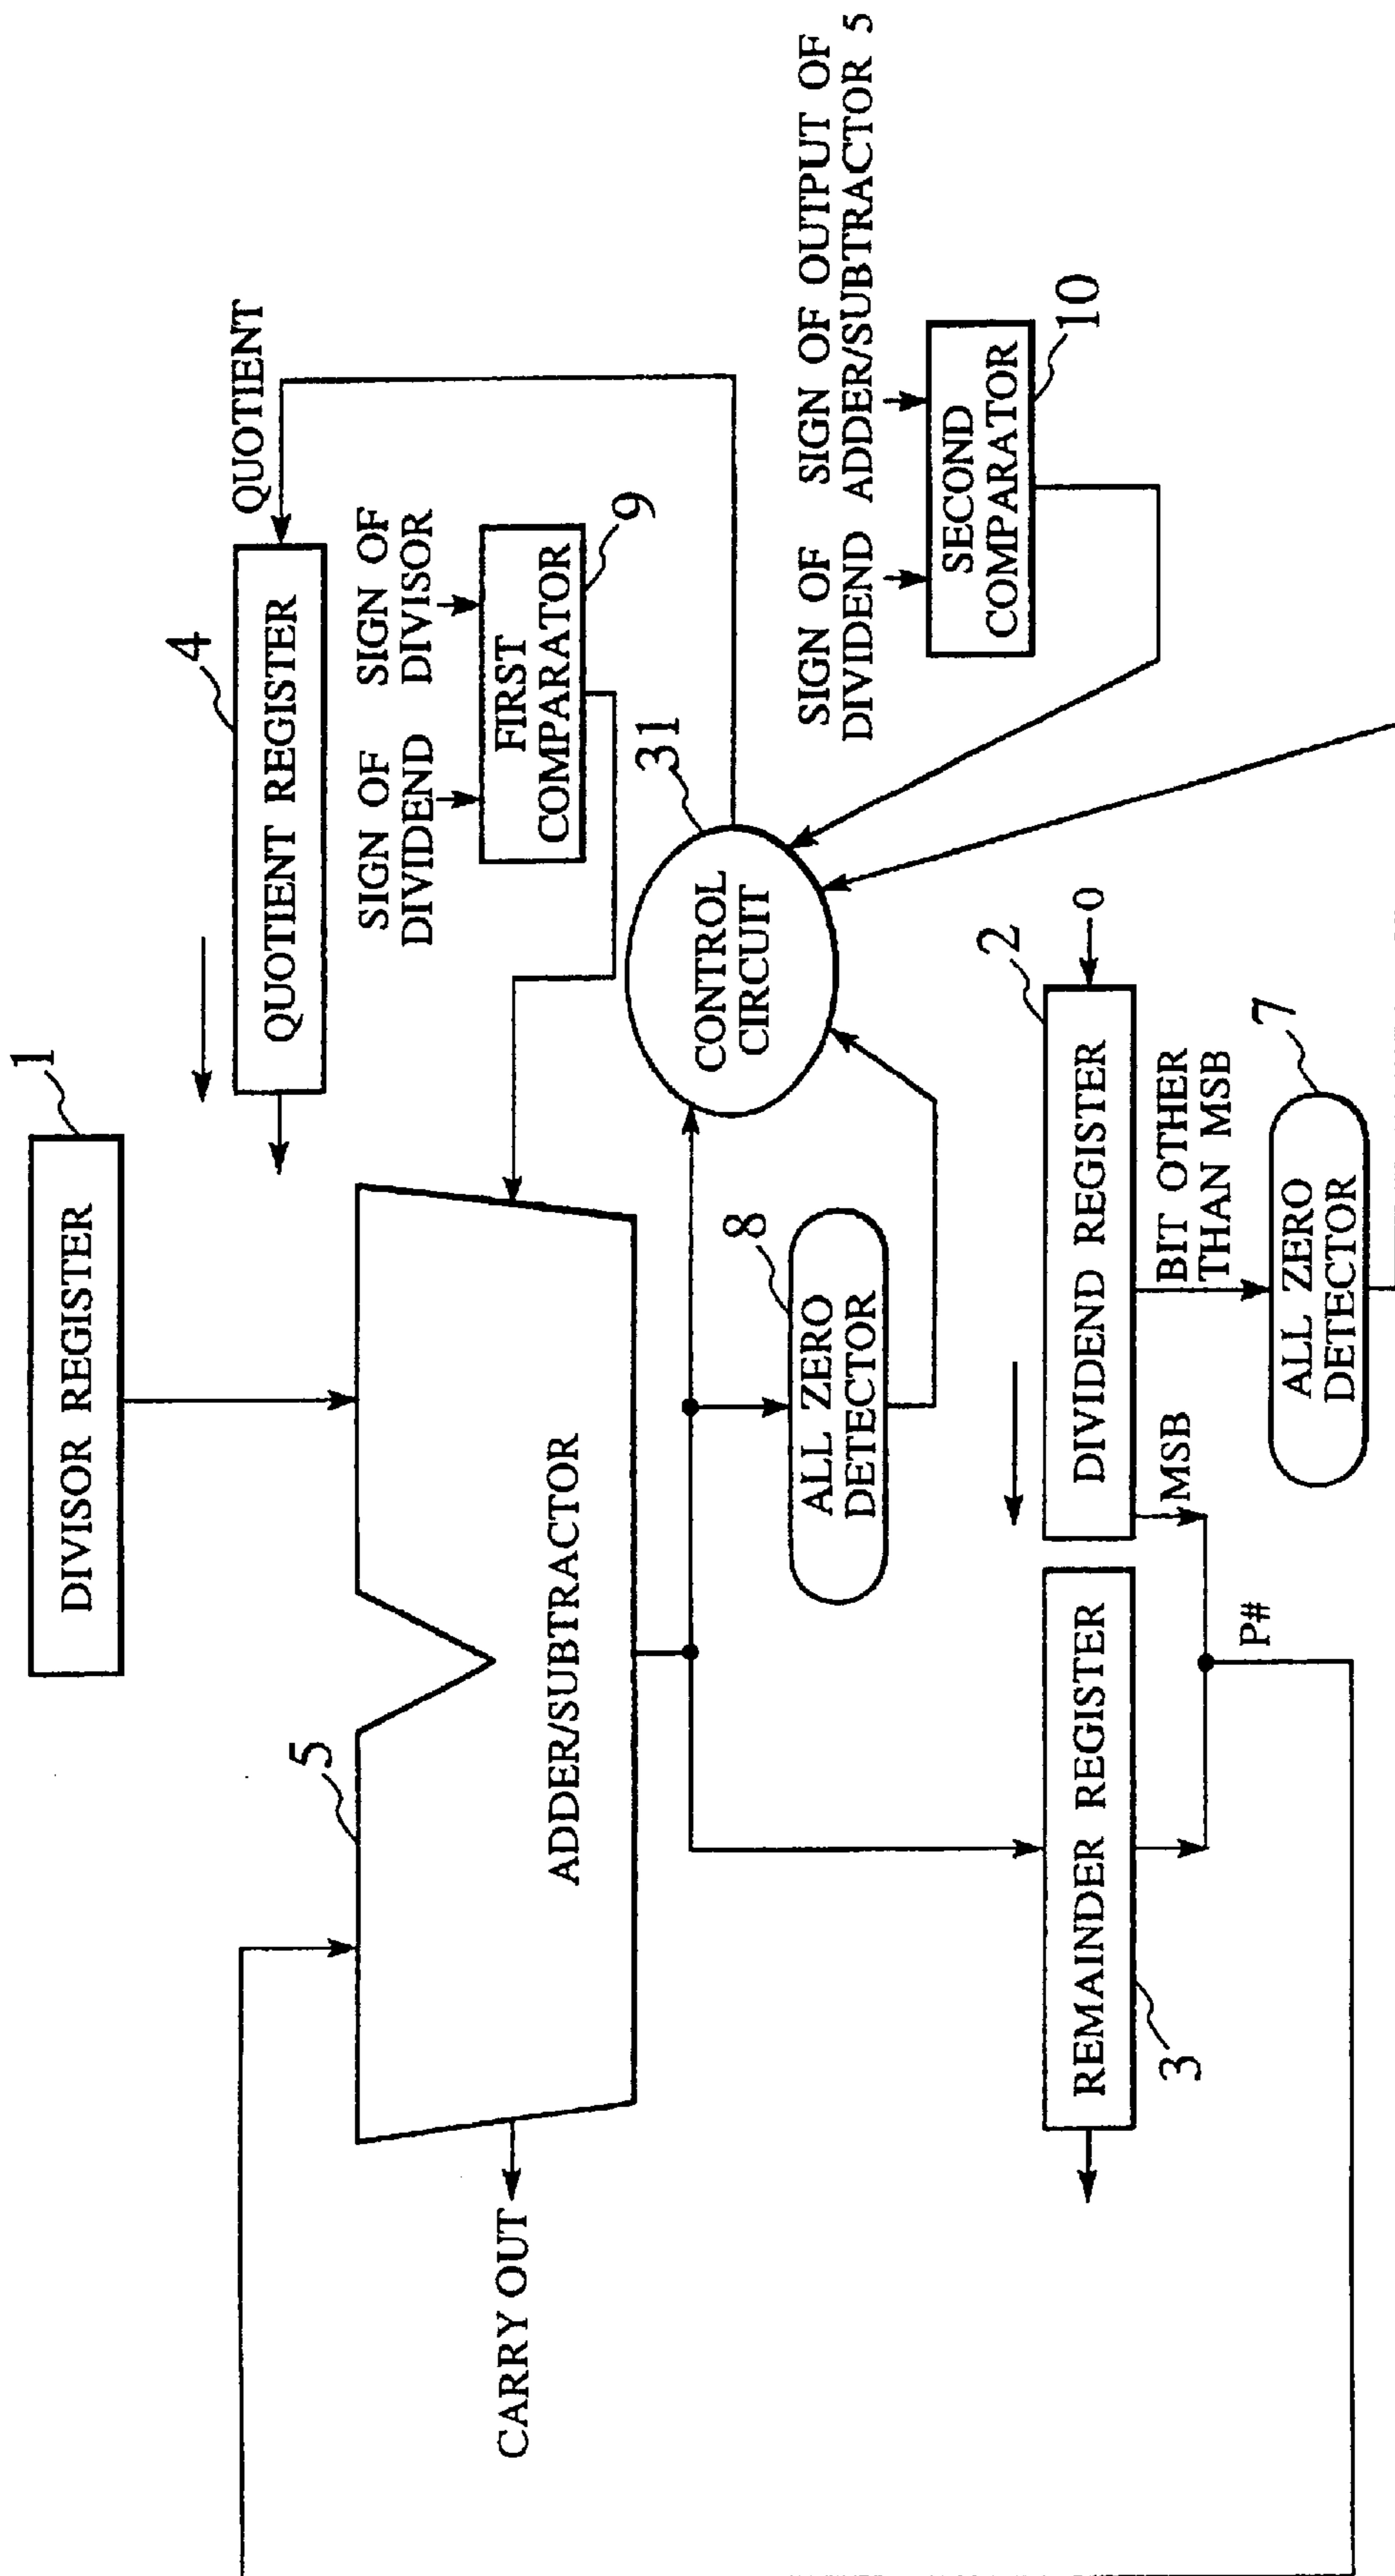 1
DIVISOR REGISTER
4
QUOTIENT REGISTER
QUOTIENT
SIGN OF
DIVIDEND
SIGN OF
DIVISOR
FIRST
COMPARATOR
9
5
ADDER/SUBTRACTOR
CARRY OUT
31
CONTROL
CIRCUIT
8
ALL ZERO
DETECTOR
SIGN OF
DIVIDEND
SIGN OF OUTPUT OF
ADDER/SUBTRACTOR 5
SECOND
COMPARATOR
10
REMAINDER REGISTER
3
2
DIVIDEND REGISTER
0
MSB
BIT OTHER
THAN MSB
P#
7
ALL ZERO
DETECTOR